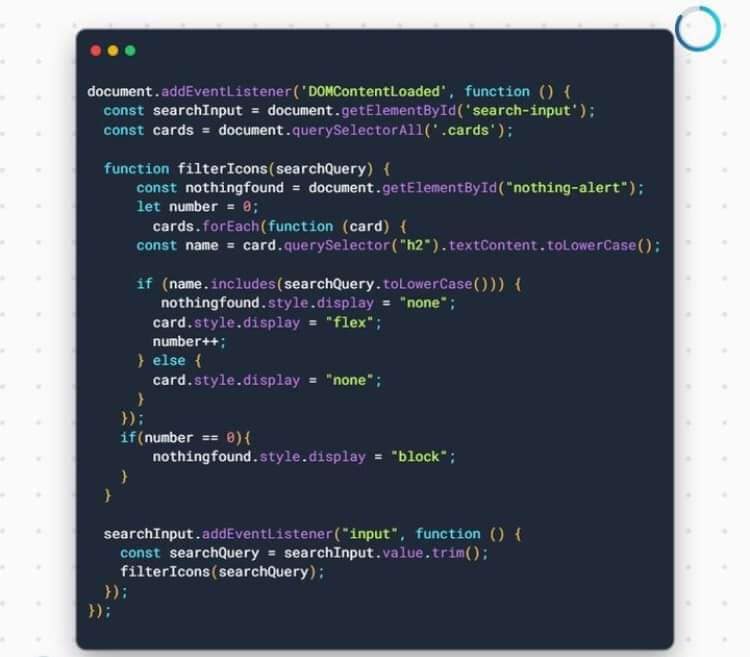 document.addEventListener('DOMContentLoaded', function () {
  const searchInput = document.getElementById('search-input');
  const cards = document.querySelectorAll('.cards');

  function filterIcons(searchQuery) {
      const nothingfound = document.getElementById("nothing-alert");
      let number = 0;
        cards.forEach(function (card) {
      const name = card.querySelector("h2").textContent.toLowerCase();

      if (name.includes(searchQuery.toLowerCase())) {
         nothingfound.style.display = "none";
        card.style.display = "flex";
        number++;
      } else {
        card.style.display = "none";
      }
    });
    if(number == 0){
        nothingfound.style.display = "block";
    }
  }

  searchInput.addEventListener("input", function () {
    const searchQuery = searchInput.value.trim();
    filterIcons(searchQuery);
  });
});